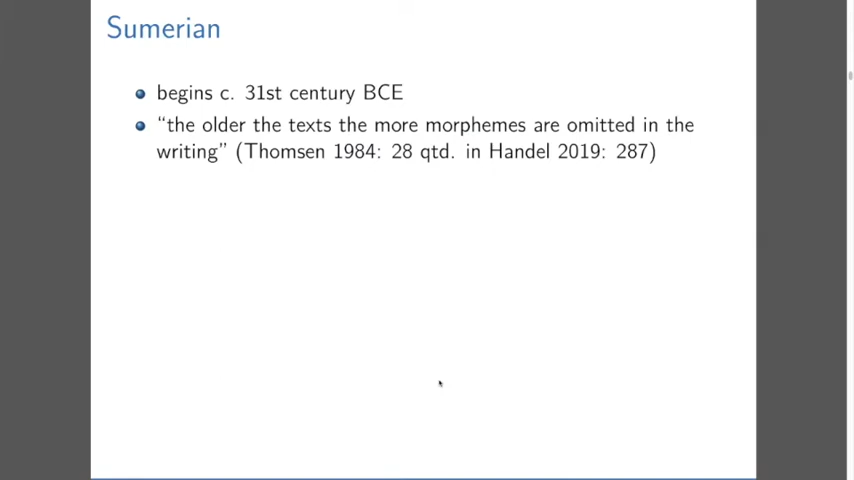 Sumerian
begins c. 31st century BCE
“the older the texts the more morphemes are omitted in the
writing” (Thomsen 1984: 28 qtd. in Handel 2019: 287)